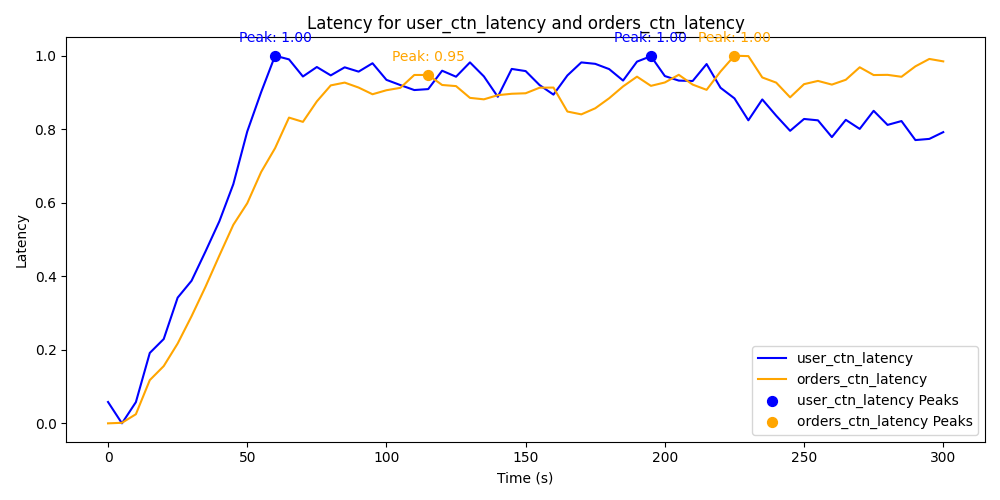 Latency for user_ctn_latency and orders_ctn_latency
Peak: 1.00
Peak: 1.00
Peak: 1.00
Peak: 0.95
1.0
0.8
0.6
0.4
0.2
0.0
Latency
0
50
100
150
200
250
300
Time (s)
user_ctn_latency
orders_ctn_latency
user_ctn_latency Peaks
orders_ctn_latency Peaks